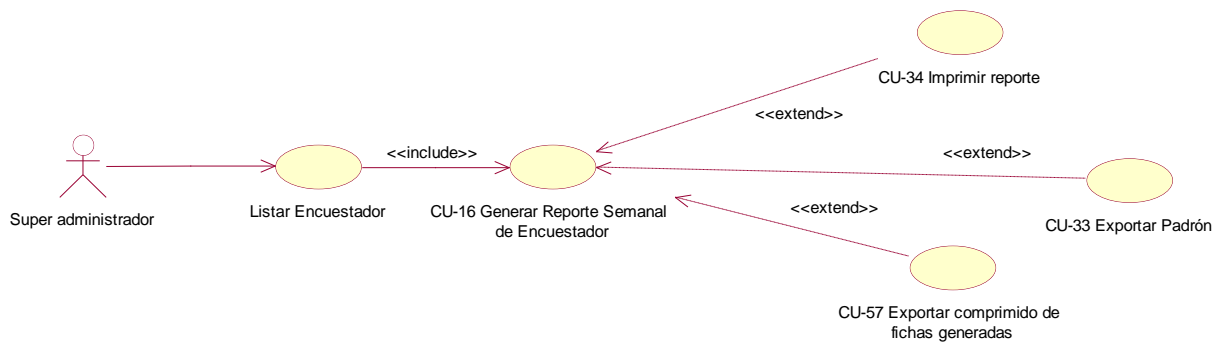 CU-34 Imprimir reporte
<<extend>>
<<include>>
<<extend>>
Super administrador
Listar Encuestador
CU-16 Generar Reporte Semanal
de Encuestador
<<extend>>
CU-33 Exportar Padrón
CU-57 Exportar comprimido de
fichas generadas